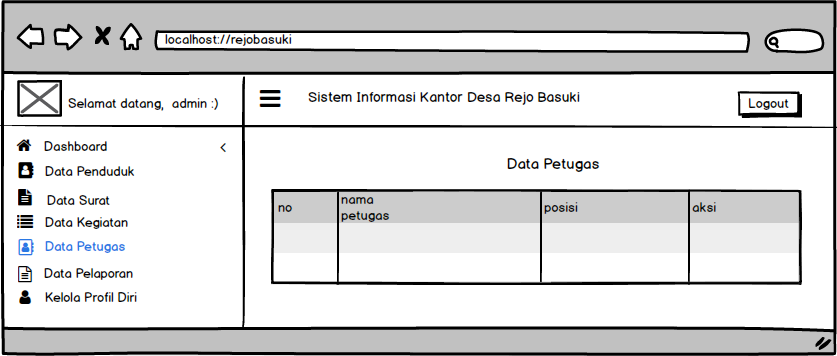 localhost://rejobasuki
Selamat datang, admin :)
Sistem Informasi Kantor Desa Rejo Basuki
Logout
Dashboard
Data Penduduk
Data Surat
Data Kegiatan
Data Petugas
Data Pelaporan
Kelola Profil Diri
Data Petugas
no
nama
petugas
posisi
aksi